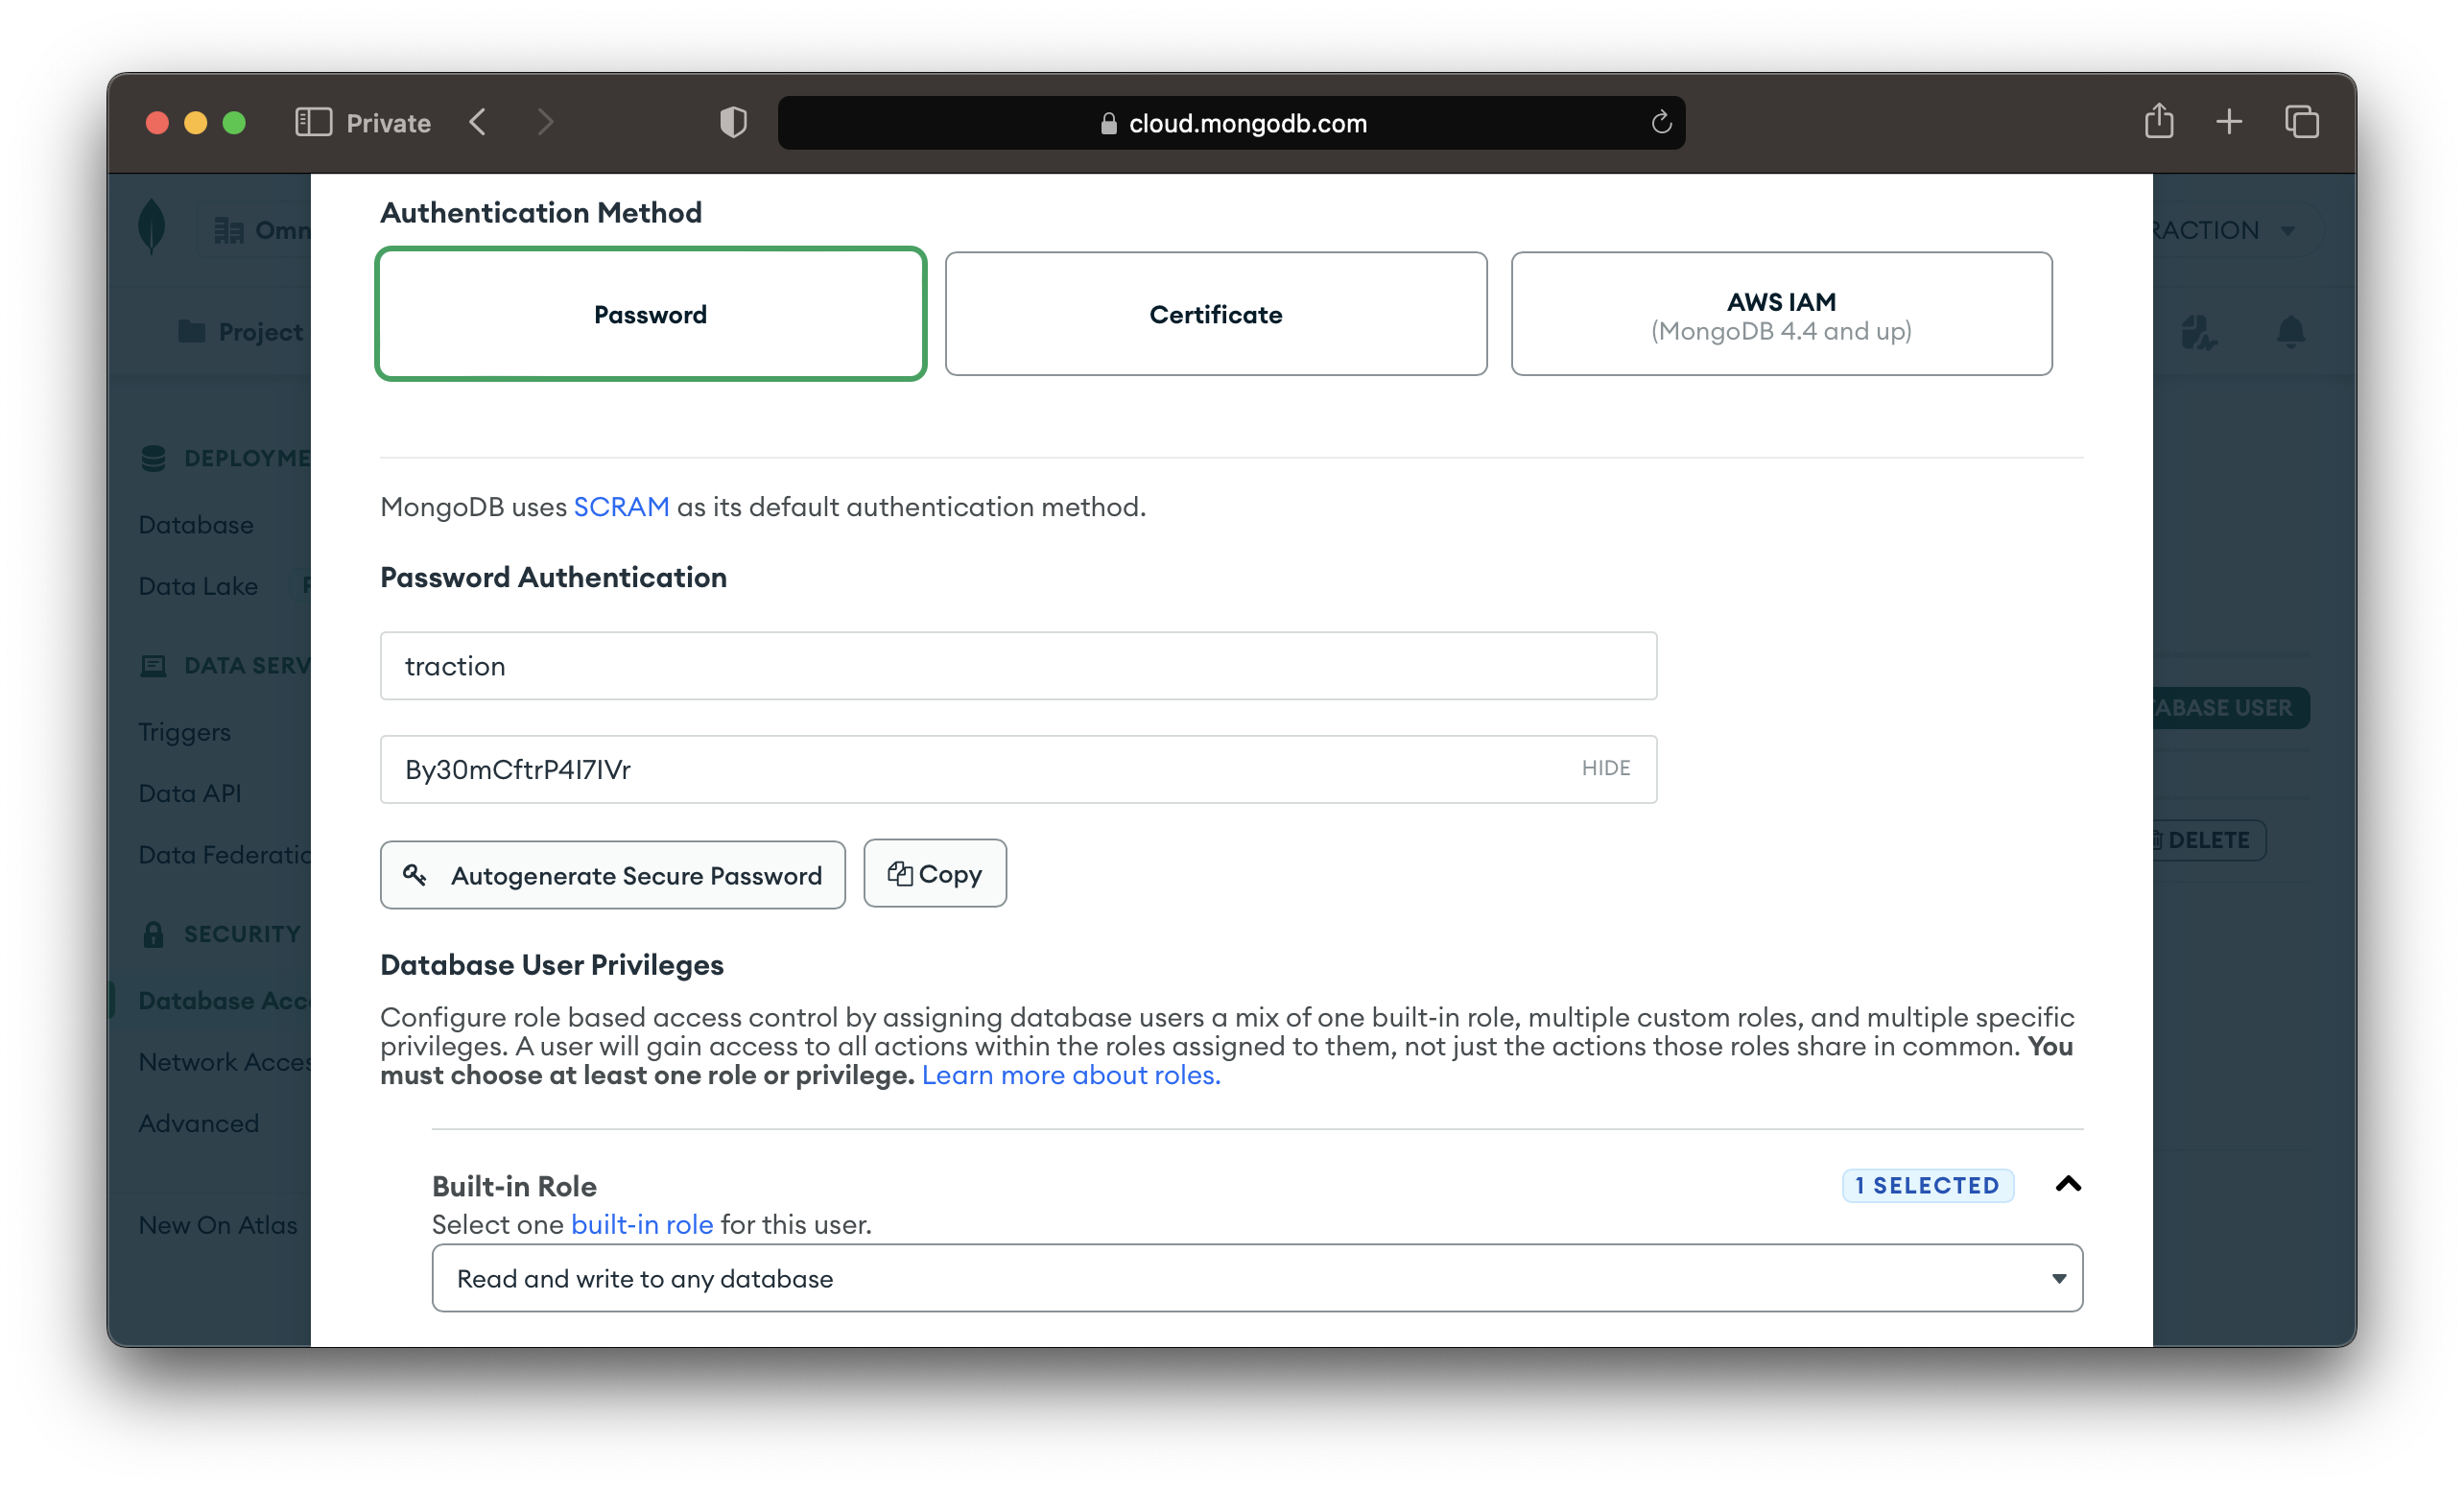 Private
cloud.mongodb.com
Omn
RACTION
Project
DEPLOYME
Database
Data Lake
DATA SERV
Triggers
Data API
Data Federatio
SECURITY
Database Acc
Network Acces
Advanced
New On Atlas
Authentication Method
Password
Certificate
AWS IAM
(MongoDB 4.4 and up)
MongoDB uses SCRAM as its default authentication method.
Password Authentication
traction
By30mCftrP4I7IVr
HIDE
Autogenerate Secure Password
Copy
Database User Privileges
Configure role based access control by assigning database users a mix of one built-in role, multiple custom roles, and multiple specific
privileges. A user will gain access to all actions within the roles assigned to them, not just the actions those roles share in common. You
must choose at least one role or privilege. Learn more about roles.
Built-in Role
1 SELECTED
Select one built-in role for this user.
Read and write to any database
TABASE USER
DELETE